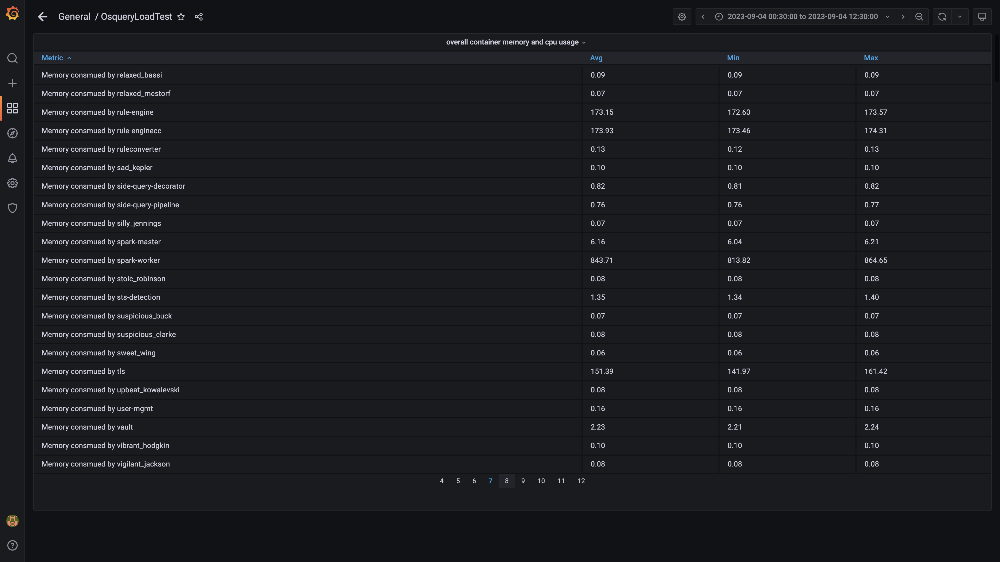 General / OsqueryLoadTest
2023-09-04 00:30:00 to 2023-09-04 12:30:00
overall container memory and cpu usage
Metric Avg Min Max
Memory consmued by relaxed_bassi 0.09 0.09 0.09
Memory consmued by relaxed_mestorf 0.07 0.07 0.07
Memory consmued by rule-engine 173.15 172.60 173.57
Memory consmued by rule-enginecc 173.93 173.46 174.31
Memory consmued by ruleconverter 0.13 0.12 0.13
Memory consmued by sad_kepler 0.10 0.10 0.10
Memory consmued by side-query-decorator 0.82 0.81 0.82
Memory consmued by side-query-pipeline 0.76 0.76 0.77
Memory consmued by silly_jennings 0.07 0.07 0.07
Memory consmued by spark-master 6.16 6.04 6.21
Memory consmued by spark-worker 843.71 813.82 864.65
Memory consmued by stoic_robinson 0.08 0.08 0.08
Memory consmued by sts-detection 1.35 1.34 1.40
Memory consmued by suspicious_buck 0.07 0.07 0.07
Memory consmued by suspicious_clarke 0.08 0.08 0.08
Memory consmued by sweet_wing 0.06 0.06 0.06
Memory consmued by tls 151.39 141.97 161.42
Memory consmued by upbeat_kowalevski 0.08 0.08 0.08
Memory consmued by user-mgmt 0.16 0.16 0.16
Memory consmued by vault 2.23 2.21 2.24
Memory consmued by vibrant_hodgkin 0.10 0.10 0.10
Memory consmued by vigilant_jackson 0.08 0.08 0.08
4 5 6 7 8 9 10 11 12